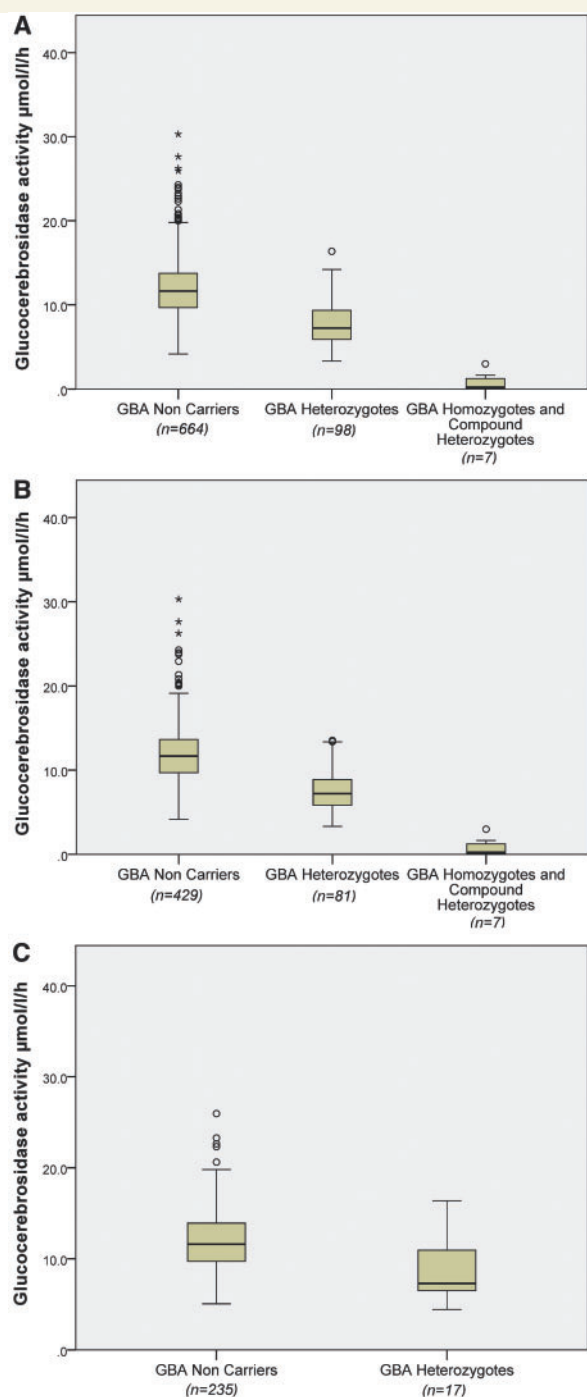 A
Glucocerebrosidase activity µmol/l/h
40.0
30.0
20.0
10.0
.0
GBA Non Carriers
(n=664)
GBA Heterozygotes
(n=98)
GBA Homozygotes and
Compound
Heterozygotes
(n=7)
B
Glucocerebrosidase activity µmol/l/h
40.0
30.0
20.0
10.0
.0
GBA Non Carriers
(n=429)
GBA Heterozygotes
(n=81)
GBA Homozygotes and
Compound
Heterozygotes
(n=7)
C
Glucocerebrosidase activity µmol/l/h
40.0
30.0
20.0
10.0
.0
GBA Non Carriers
(n=235)
GBA Heterozygotes
(n=17)